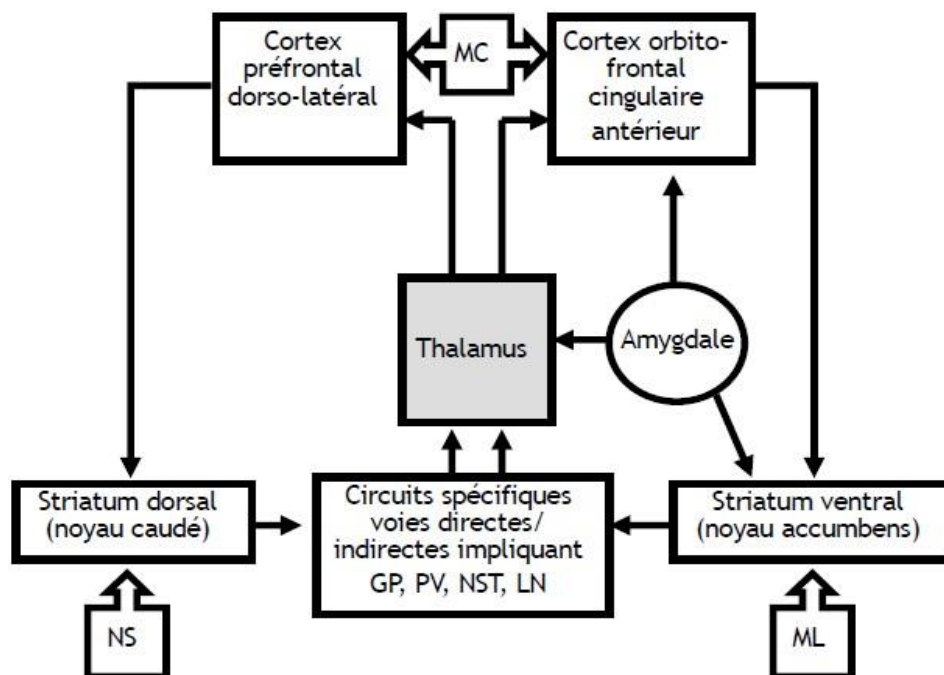 Cortex
préfrontal
dorso-latéral
MC
Cortex orbito-
frontal
cingulaire
antérieur
Thalamus
Amygdale
Striatum dorsal
(noyau caudé)
Circuits spécifiques
voies directes/
indirectes impliquant
GP, PV, NST, LN
Striatum ventral
(noyau accumbens)
NS
ML